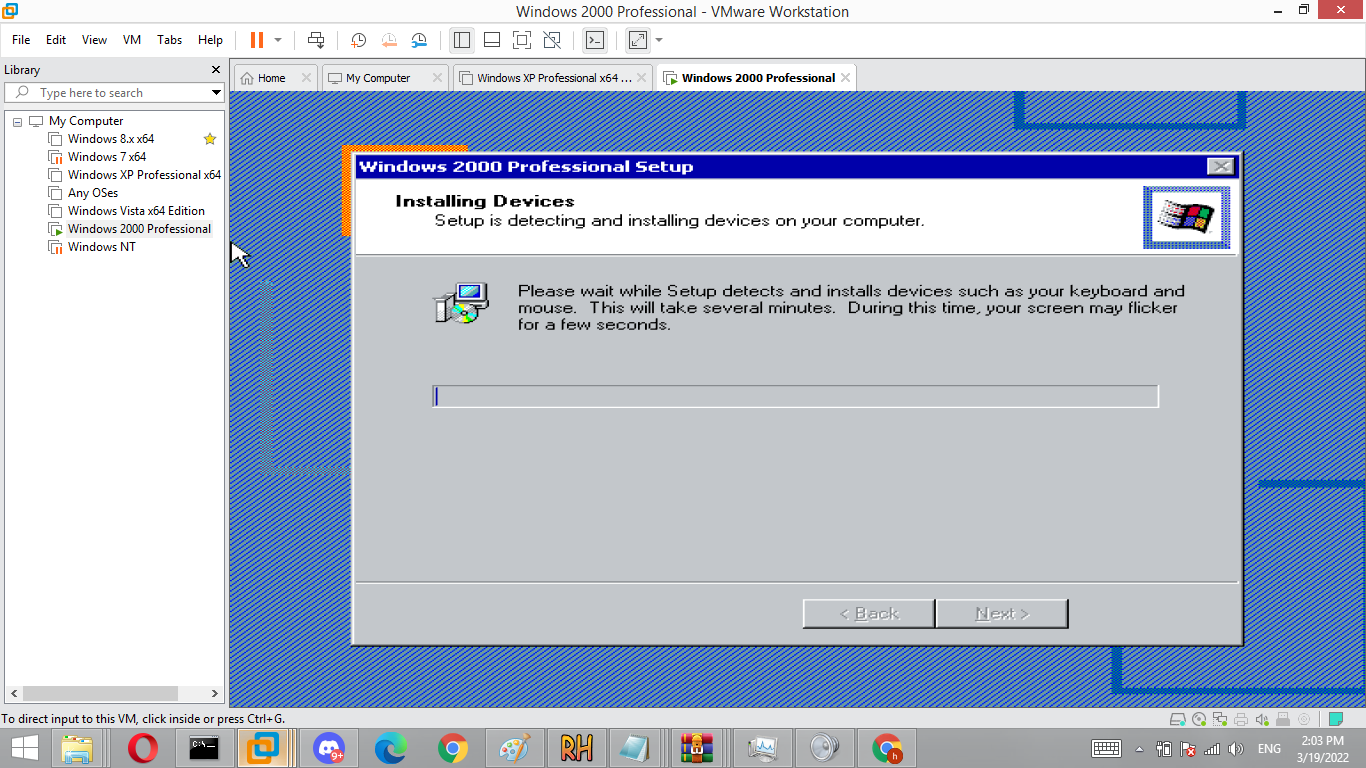 Windows 2000 Professional - VMware Workstation
File Edit View VM Tabs Help
Library
Type here to search
My Computer
Windows 8.x x64
Windows 7 x64
Windows XP Professional x64
Any OSes
Windows Vista x64 Edition
Windows 2000 Professional
Windows NT
Home My Computer Windows XP Professional x64 ... Windows 2000 Professional
Windows 2000 Professional Setup
Installing Devices
Setup is detecting and installing devices on your computer.
Please wait while Setup detects and installs devices such as your keyboard and
mouse. This will take several minutes. During this time, your screen may flicker
for a few seconds.
< Back Next >
To direct input to this VM, click inside or press Ctrl+G.
C:\_
9+
RH
h
ENG
2:03 PM
3/19/2022